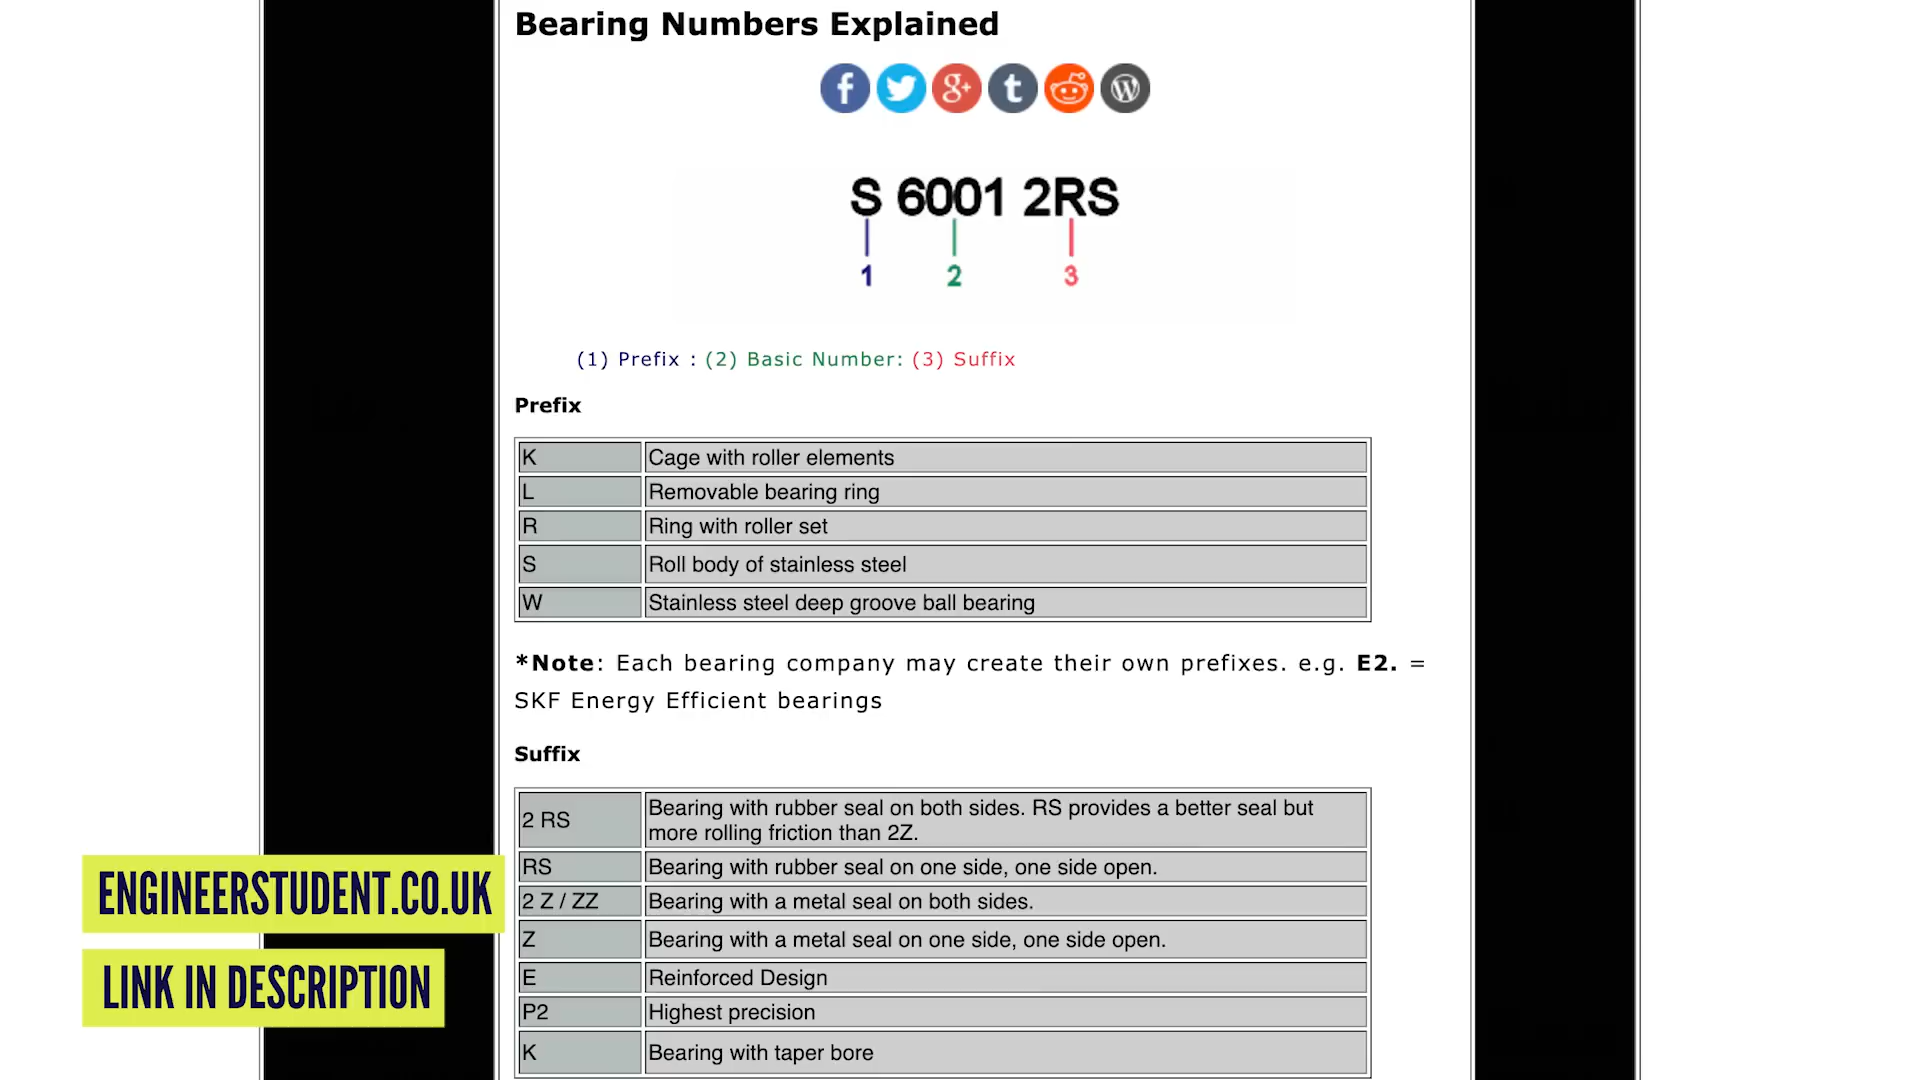 Bearing Numbers Explained
f g+ t W
S 6001 2RS
1 2 3
(1) Prefix : (2) Basic Number: (3) Suffix
Prefix
K Cage with roller elements
L Removable bearing ring
R Ring with roller set
S Roll body of stainless steel
W Stainless steel deep groove ball bearing
*Note: Each bearing company may create their own prefixes. e.g. E2. =
SKF Energy Efficient bearings
Suffix
2 RS Bearing with rubber seal on both sides. RS provides a better seal but
more rolling friction than 2Z.
RS Bearing with rubber seal on one side, one side open.
2 Z / ZZ Bearing with a metal seal on both sides.
Z Bearing with a metal seal on one side, one side open.
E Reinforced Design
P2 Highest precision
K Bearing with taper bore
ENGINEERSTUDENT.CO.UK
LINK IN DESCRIPTION